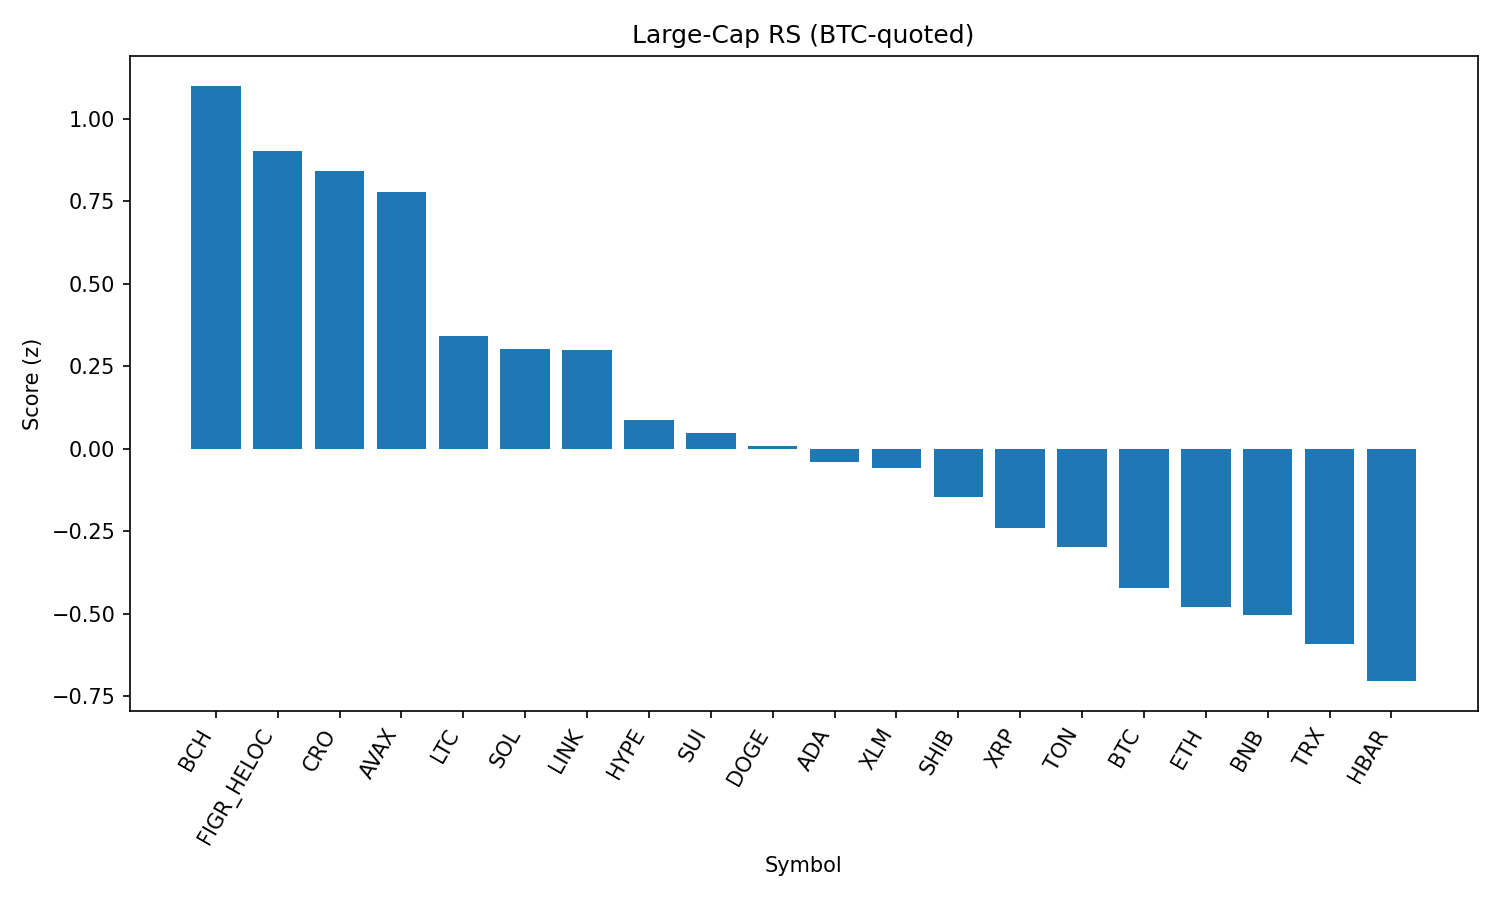 Large-Cap RS (BTC-quoted)
Score (z)
1.00
0.75
0.50
0.25
0.00
−0.25
−0.50
−0.75
BCH
FIGR_HELOC
CRO
AVAX
LTC
SOL
LINK
HYPE
SUI
DOGE
ADA
XLM
SHIB
XRP
TON
BTC
ETH
BNB
TRX
HBAR
Symbol